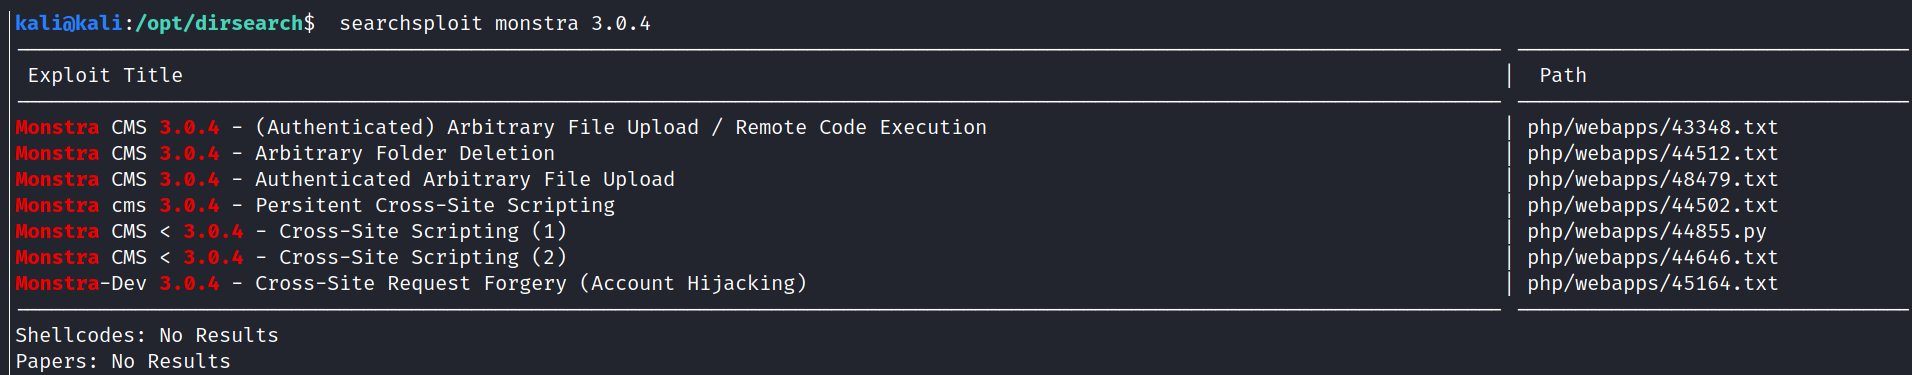 kali@kali:/opt/dirsearch$ searchsploit monstra 3.0.4
Exploit Title | Path
Monstra CMS 3.0.4 - (Authenticated) Arbitrary File Upload / Remote Code Execution | php/webapps/43348.txt
Monstra CMS 3.0.4 - Arbitrary Folder Deletion | php/webapps/44512.txt
Monstra CMS 3.0.4 - Authenticated Arbitrary File Upload | php/webapps/48479.txt
Monstra cms 3.0.4 - Persitent Cross-Site Scripting | php/webapps/44502.txt
Monstra CMS < 3.0.4 - Cross-Site Scripting (1) | php/webapps/44855.py
Monstra CMS < 3.0.4 - Cross-Site Scripting (2) | php/webapps/44646.txt
Monstra-Dev 3.0.4 - Cross-Site Request Forgery (Account Hijacking) | php/webapps/45164.txt
Shellcodes: No Results
Papers: No Results